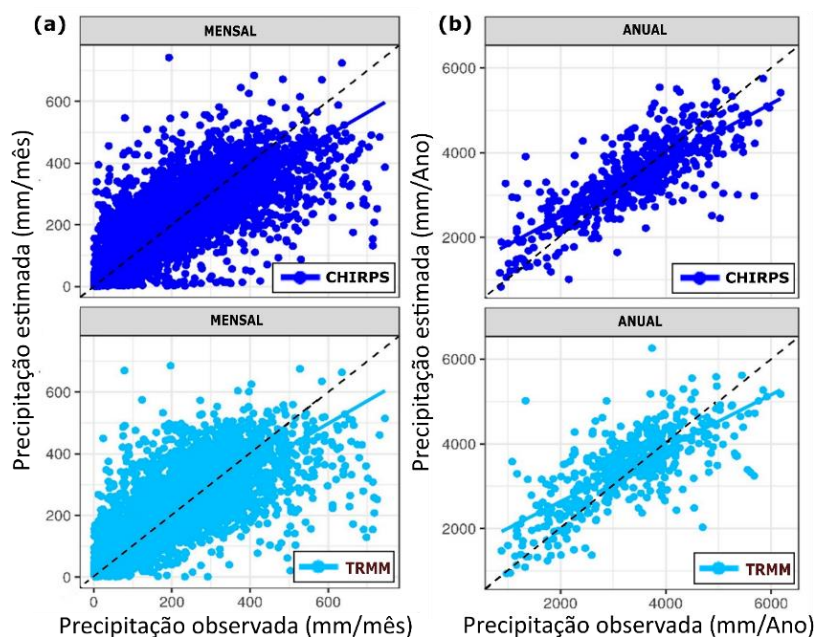 (a)
MENSAL
Precipitação estimada (mm/mês)
600
400
200
0
CHIRPS
MENSAL
600
400
200
0
TRMM
0 200 400 600
Precipitação observada (mm/mês)
(b)
ANUAL
Precipitação estimada (mm/Ano)
6000
4000
2000
CHIRPS
ANUAL
6000
4000
2000
TRMM
2000 4000 6000
Precipitação observada (mm/Ano)